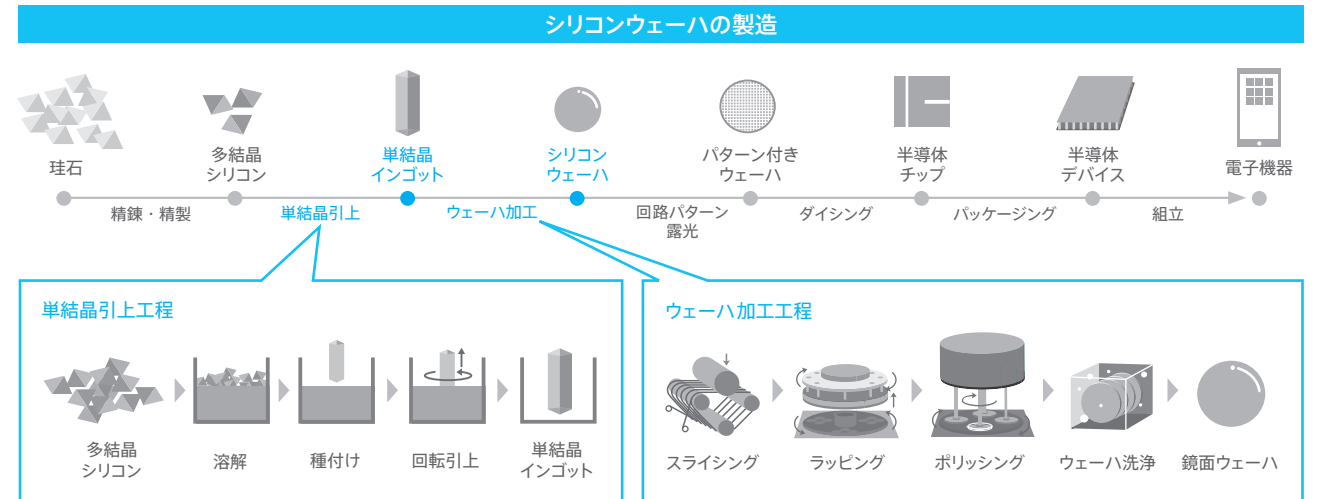 シリコンウェーハの製造
珪石
多結晶
シリコン
単結晶
インゴット
シリコン
ウェーハ
パターン付き
ウェーハ
半導体
チップ
半導体
デバイス
電子機器
精錬・精製
単結晶引上
ウェーハ加工
回路パターン
露光
ダイシング
パッケージング
組立
単結晶引上工程
多結晶
シリコン
溶解
種付け
回転引上
単結晶
インゴット
ウェーハ加工工程
スライシング
ラッピング
ポリッシング
ウェーハ洗浄
鏡面ウェーハ